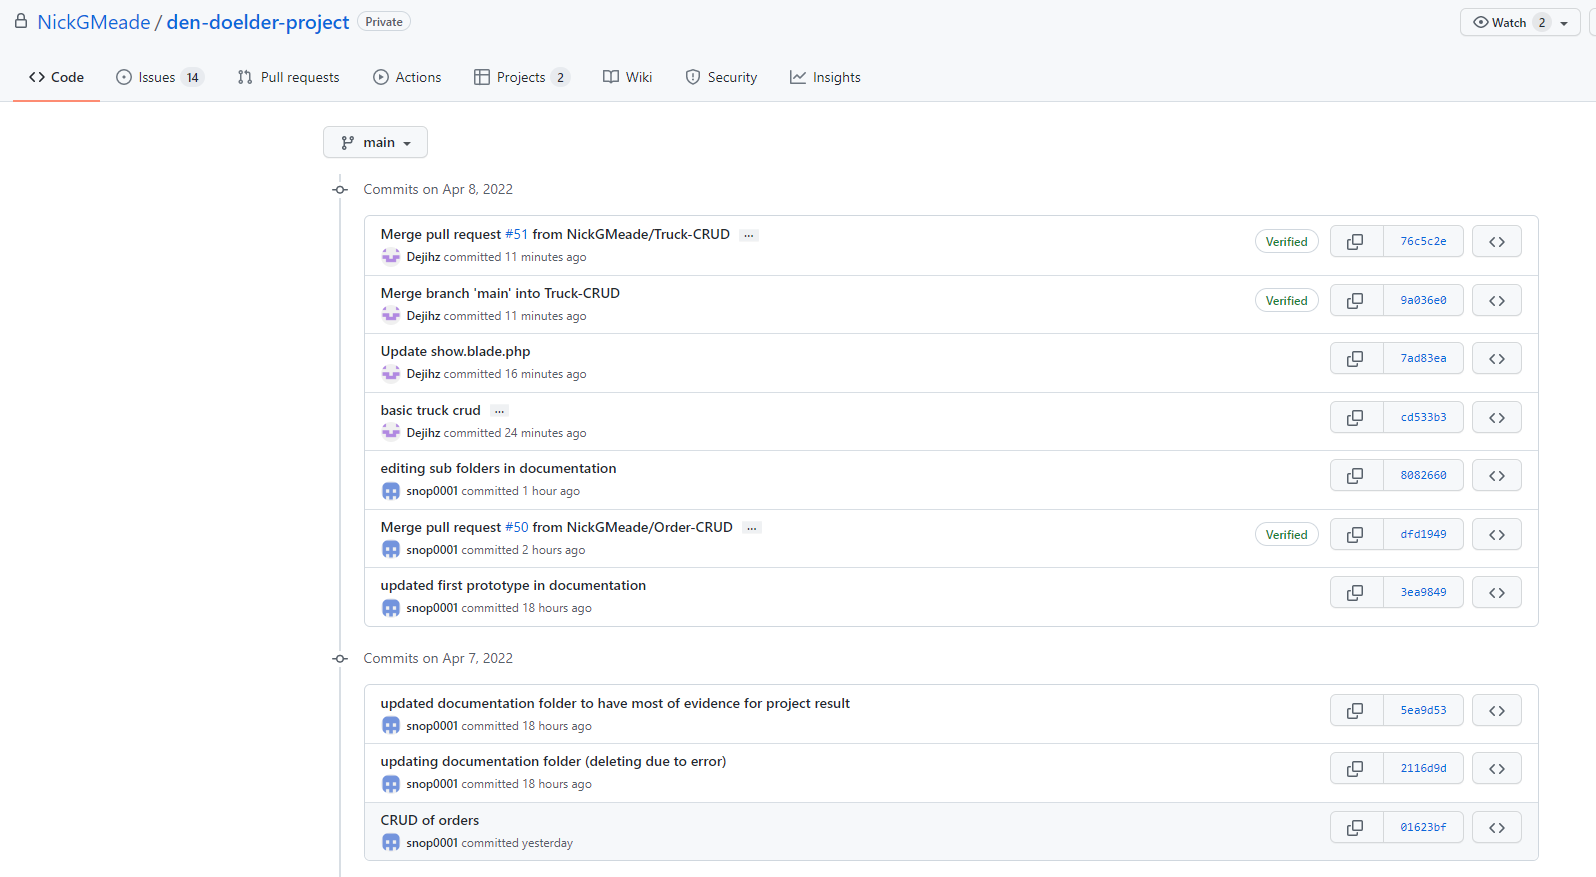 NickGMeade / den-doelder-project Private
Watch 2
Code Issues 14 Pull requests Actions Projects 2 Wiki Security Insights
main
Commits on Apr 8, 2022
Merge pull request #51 from NickGMeade/Truck-CRUD ...
Dejihz committed 11 minutes ago
Verified 76c5c2e
Merge branch 'main' into Truck-CRUD
Dejihz committed 11 minutes ago
Verified 9a036e0
Update show.blade.php
Dejihz committed 16 minutes ago
7ad83ea
basic truck crud ...
Dejihz committed 24 minutes ago
cd533b3
editing sub folders in documentation
snop0001 committed 1 hour ago
8082660
Merge pull request #50 from NickGMeade/Order-CRUD ...
snop0001 committed 2 hours ago
Verified dfd1949
updated first prototype in documentation
snop0001 committed 18 hours ago
3ea9849
Commits on Apr 7, 2022
updated documentation folder to have most of evidence for project result
snop0001 committed 18 hours ago
5ea9d53
updating documentation folder (deleting due to error)
snop0001 committed 18 hours ago
2116d9d
CRUD of orders
snop0001 committed yesterday
01623bf